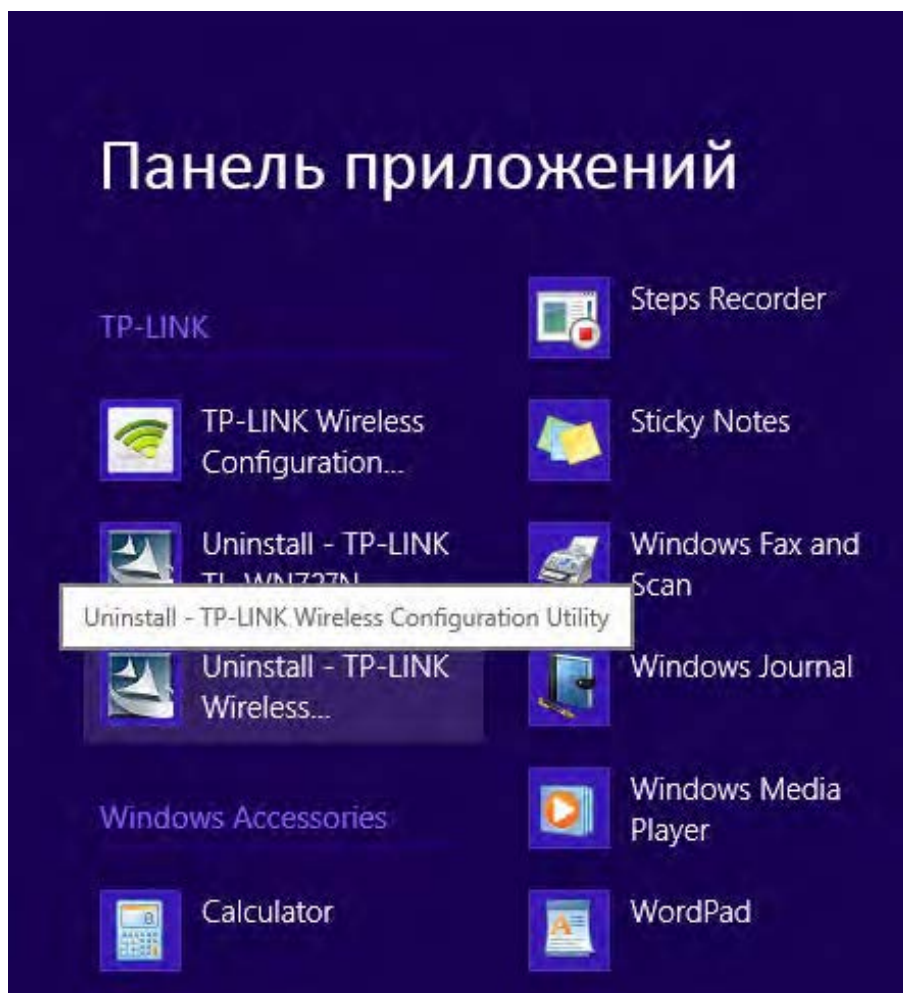 Панель приложений
TP-LINK
TP-LINK Wireless
Configuration...
Uninstall - TP-LINK
TL-WN727N
Uninstall - TP-LINK Wireless Configuration Utility
Uninstall - TP-LINK
Wireless...
Windows Accessories
Calculator
Steps Recorder
Sticky Notes
Windows Fax and
Scan
Windows Journal
Windows Media
Player
WordPad